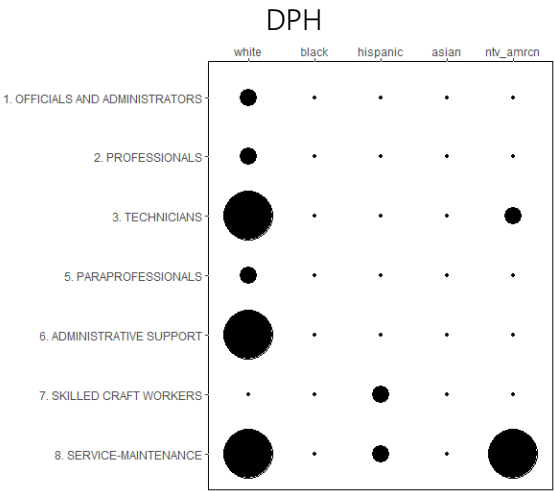 DPH
white black hispanic asian ntv_amrcn
1. OFFICIALS AND ADMINISTRATORS
2. PROFESSIONALS
3. TECHNICIANS
5. PARAPROFESSIONALS
6. ADMINISTRATIVE SUPPORT
7. SKILLED CRAFT WORKERS
8. SERVICE-MAINTENANCE